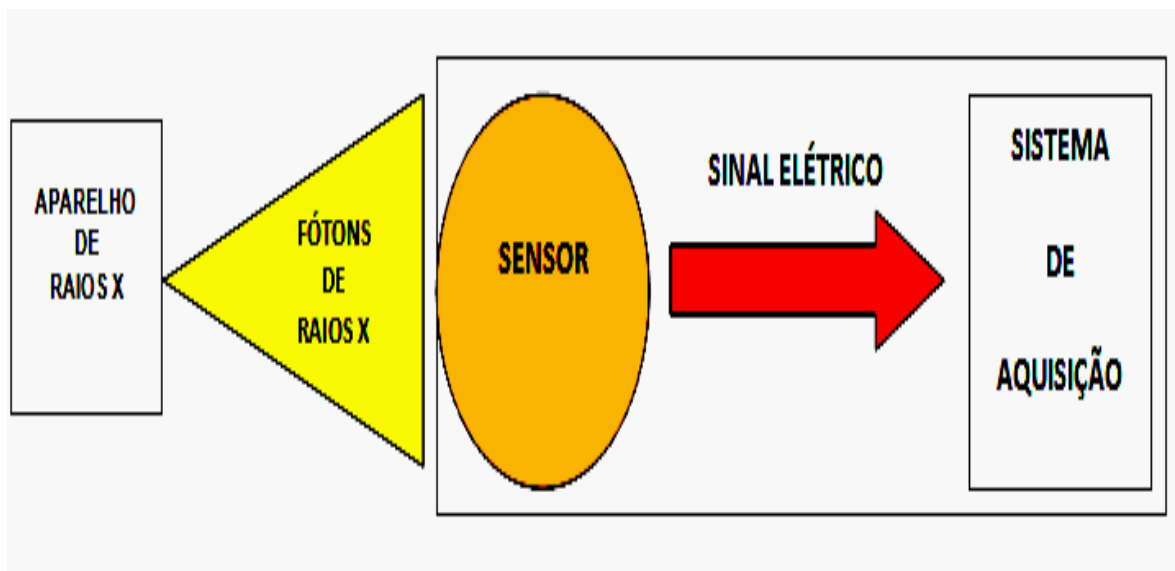 APARELHO
DE
RAIOS X
FÓTONS
DE
RAIOS X
SENSOR
SINAL ELÉTRICO
SISTEMA
DE
AQUISIÇÃO